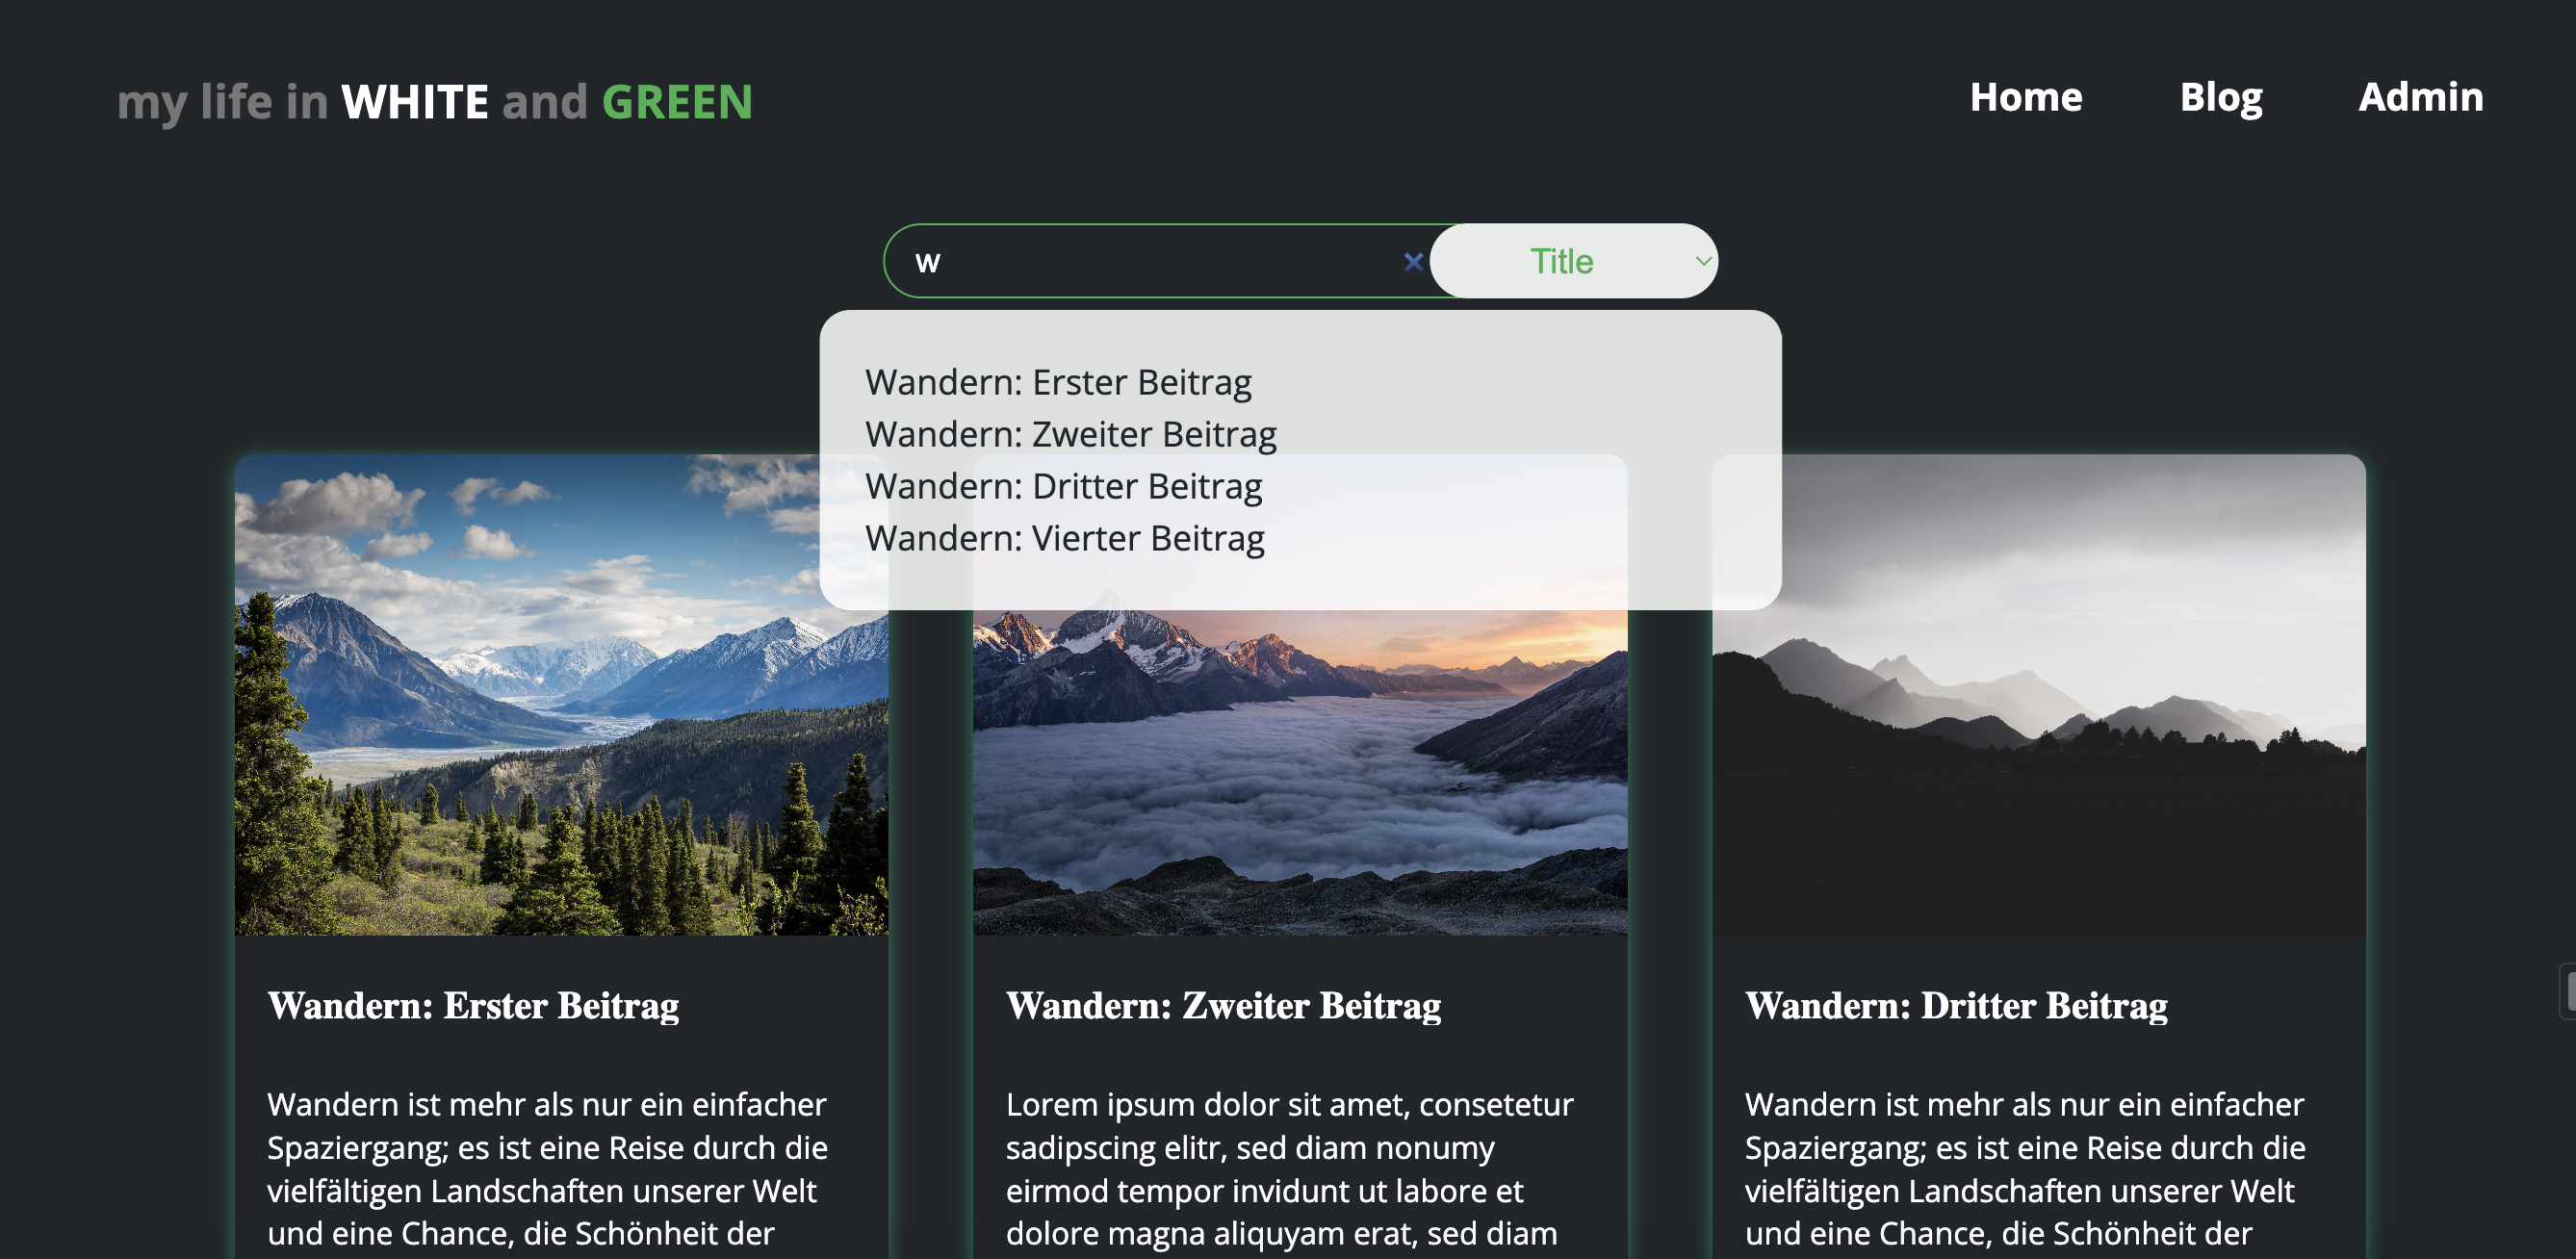 my life in WHITE and GREEN
Home Blog Admin
w
Title
Wandern: Erster Beitrag
Wandern: Zweiter Beitrag
Wandern: Dritter Beitrag
Wandern: Vierter Beitrag
Wandern: Erster Beitrag
Wandern ist mehr als nur ein einfacher
Spaziergang; es ist eine Reise durch die
vielfältigen Landschaften unserer Welt
und eine Chance, die Schönheit der
Wandern: Zweiter Beitrag
Lorem ipsum dolor sit amet, consetetur
sadipscing elitr, sed diam nonumy
eirmod tempor invidunt ut labore et
dolore magna aliquyam erat, sed diam
Wandern: Dritter Beitrag
Wandern ist mehr als nur ein einfacher
Spaziergang; es ist eine Reise durch die
vielfältigen Landschaften unserer Welt
und eine Chance, die Schönheit der